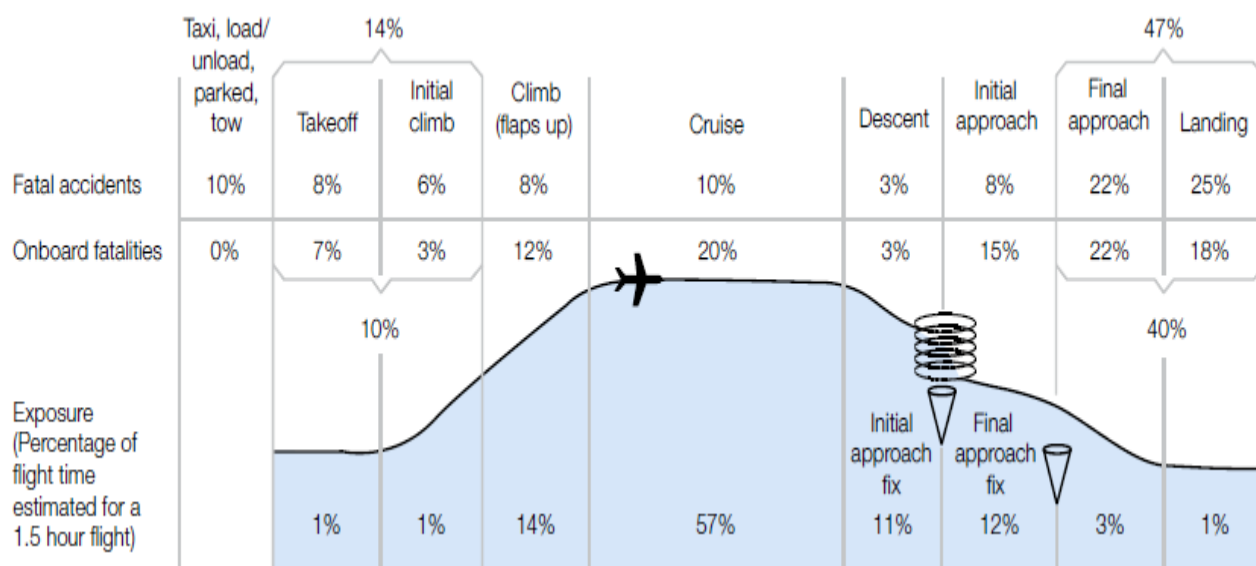 14%
47%
Taxi, load/
unload,
parked,
tow
Takeoff
Initial
climb
Climb
(flaps up)
Cruise
Descent
Initial
approach
Final
approach
Landing
Fatal accidents 10% 8% 6% 8% 10% 3% 8% 22% 25%
Onboard fatalities 0% 7% 3% 12% 20% 3% 15% 22% 18%
10%
40%
Exposure
(Percentage of
flight time
estimated for a
1.5 hour flight)
Initial
approach
fix
Final
approach
fix
1% 1% 14% 57% 11% 12% 3% 1%